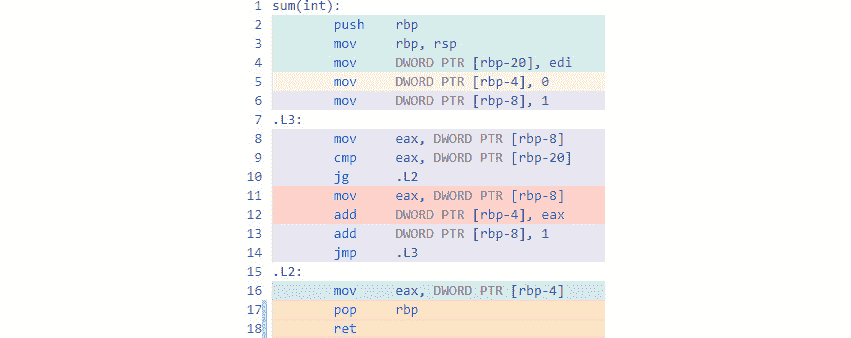 1 sum(int):
2 push rbp
3 mov rbp, rsp
4 mov DWORD PTR [rbp-20], edi
5 mov DWORD PTR [rbp-4], 0
6 mov DWORD PTR [rbp-8], 1
7 .L3:
8 mov eax, DWORD PTR [rbp-8]
9 cmp eax, DWORD PTR [rbp-20]
10 jg .L2
11 mov eax, DWORD PTR [rbp-8]
12 add DWORD PTR [rbp-4], eax
13 add DWORD PTR [rbp-8], 1
14 jmp .L3
15 .L2:
16 mov eax, DWORD PTR [rbp-4]
17 pop rbp
18 ret